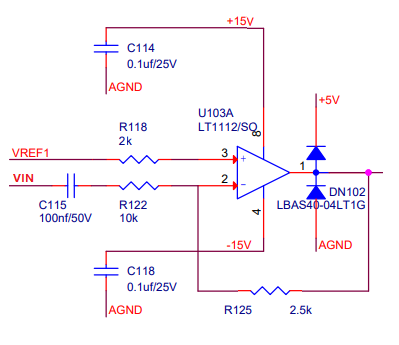 +15V
C114
0.1uf/25V
AGND
U103A
LT1112/SO
+5V
R118
2k
8
VREF1
3
+
1
VIN
2
-
C115
100nf/50V
R122
10k
4
DN102
LBAS40-04LT1G
-15V
AGND
C118
0.1uf/25V
AGND
R125
2.5k